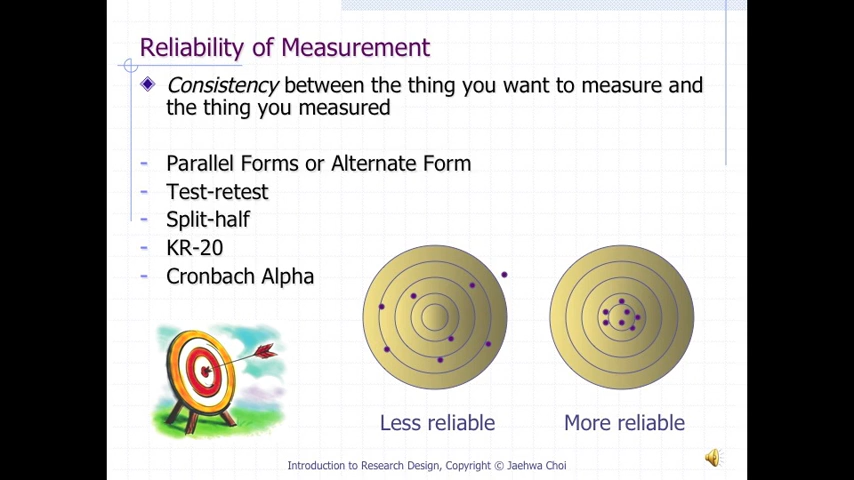 Reliability of Measurement
Consistency between the thing you want to measure and
the thing you measured
- Parallel Forms or Alternate Form
- Test-retest
- Split-half
- KR-20
- Cronbach Alpha
Less reliable
More reliable
Introduction to Research Design, Copyright © Jaehwa Choi